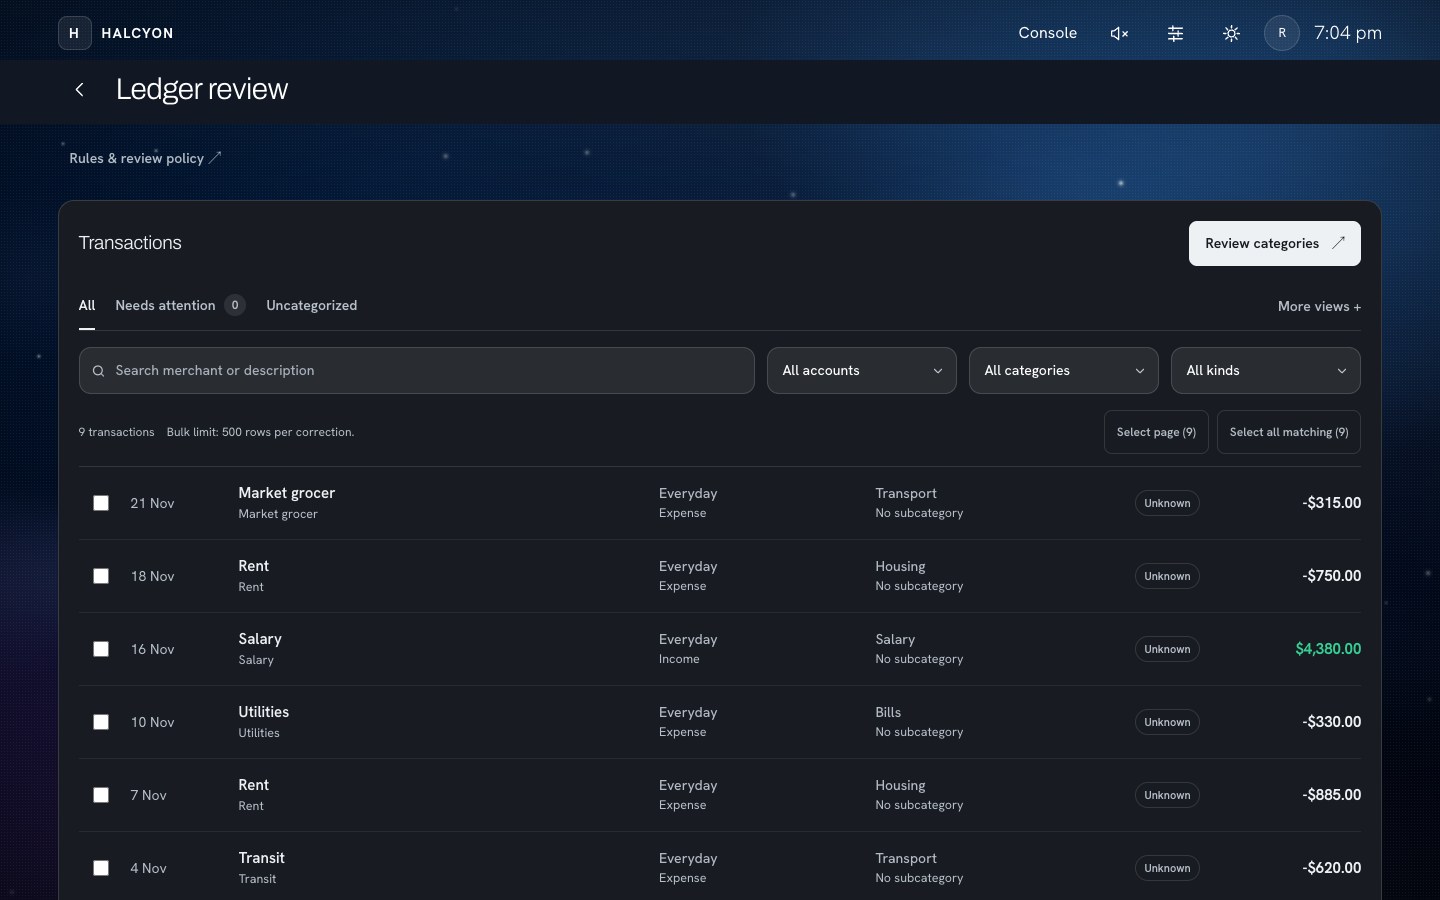 H HALCYON Console R 7:04 pm
Ledger review
Rules & review policy
Transactions Review categories
All Needs attention 0 Uncategorized More views +
Search merchant or description All accounts All categories All kinds
9 transactions Bulk limit: 500 rows per correction. Select page (9) Select all matching (9)
21 Nov Market grocer Everyday Transport Unknown -$315.00
Market grocer Expense No subcategory
18 Nov Rent Everyday Housing Unknown -$750.00
Rent Expense No subcategory
16 Nov Salary Everyday Salary Unknown $4,380.00
Salary Income No subcategory
10 Nov Utilities Everyday Bills Unknown -$330.00
Utilities Expense No subcategory
7 Nov Rent Everyday Housing Unknown -$885.00
Rent Expense No subcategory
4 Nov Transit Everyday Transport Unknown -$620.00
Transit Expense No subcategory